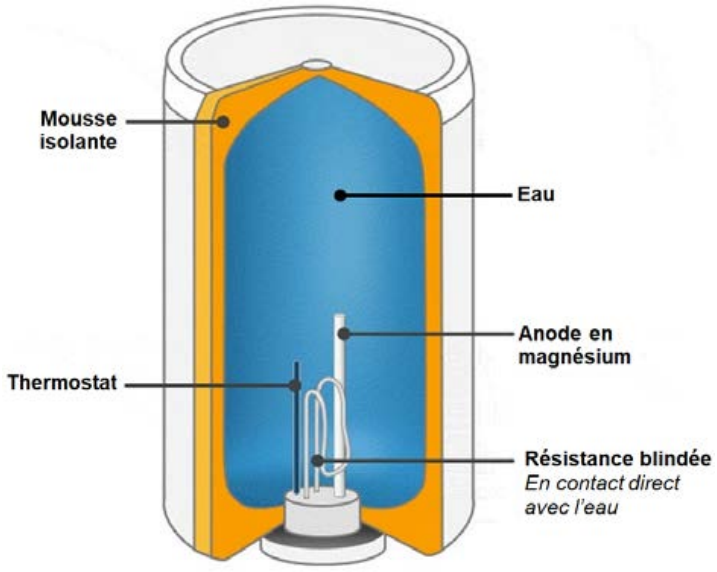 Mousse
isolante
Eau
Anode en
magnésium
Thermostat
Résistance blindée
En contact direct
avec l'eau